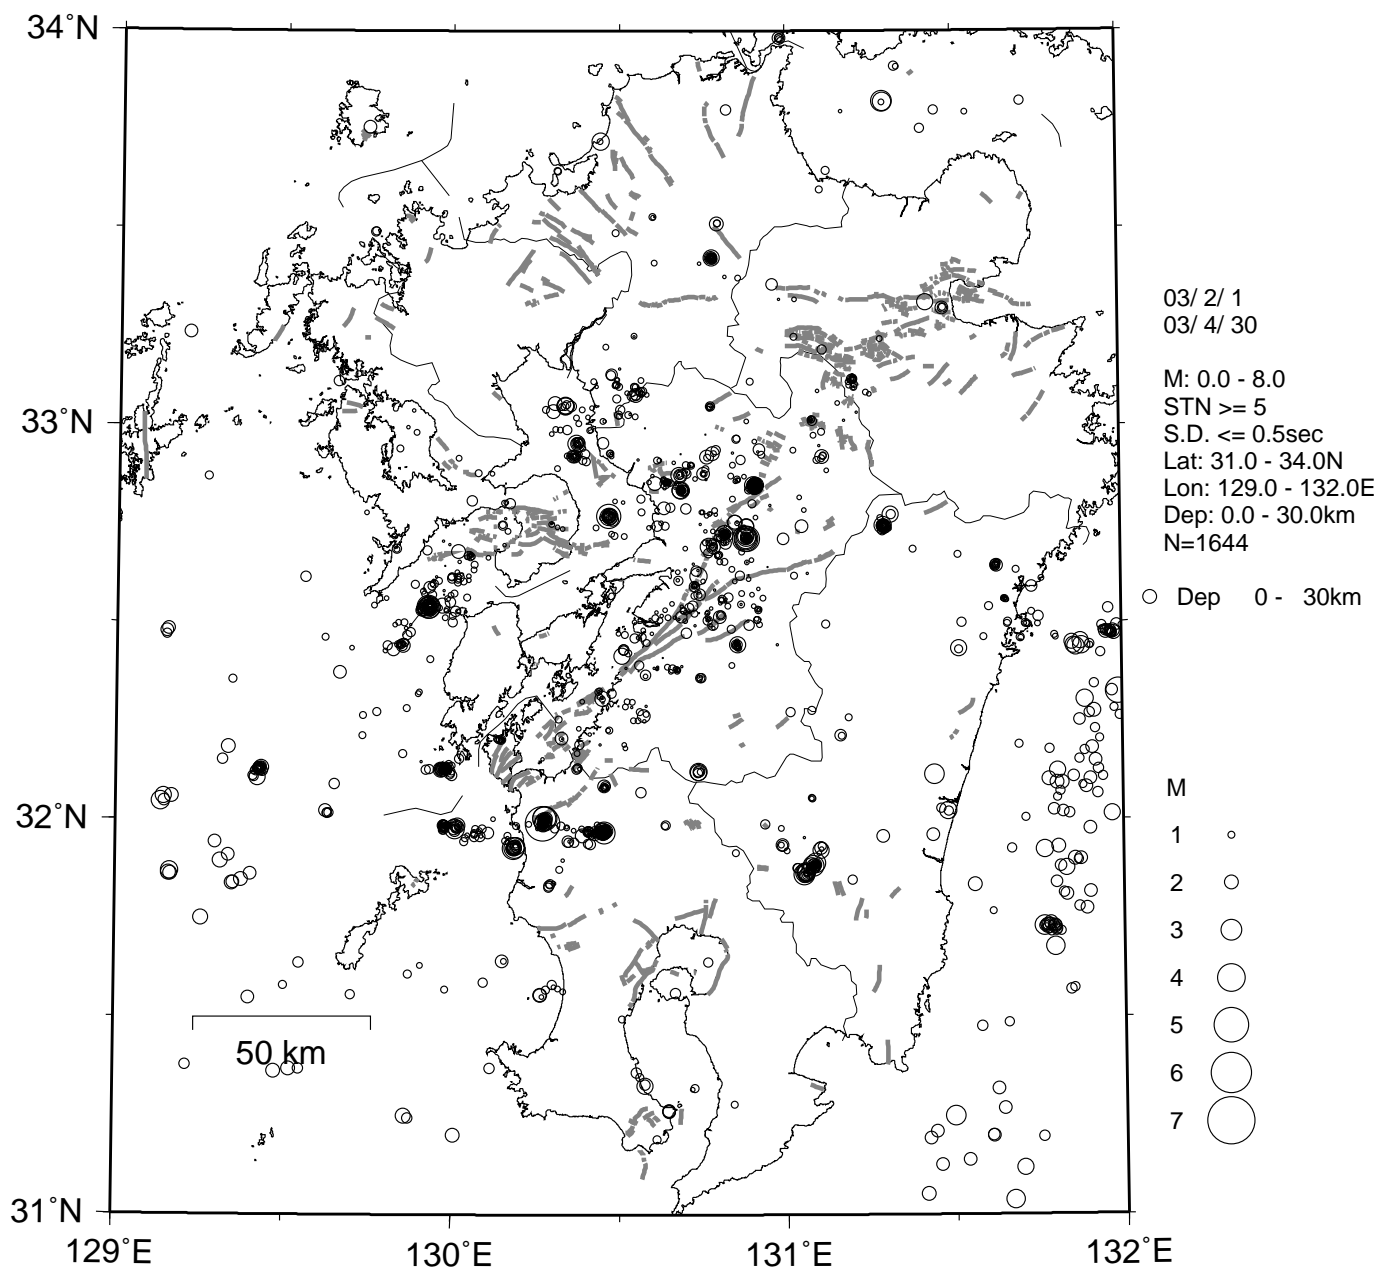 34°N
33°N
32°N
31°N
129°E
130°E
131°E
132°E
50 km
03/ 2/ 1
03/ 4/ 30
M: 0.0 - 8.0
STN >= 5
S.D. <= 0.5sec
Lat: 31.0 - 34.0N
Lon: 129.0 - 132.0E
Dep: 0.0 - 30.0km
N=1644
Dep 0 - 30km
M
1
2
3
4
5
6
7